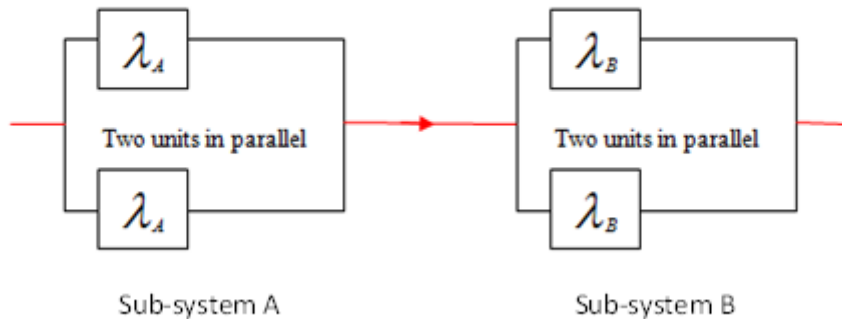 λA
λB
Two units in parallel
Two units in parallel
λA
λB
Sub-system A
Sub-system B